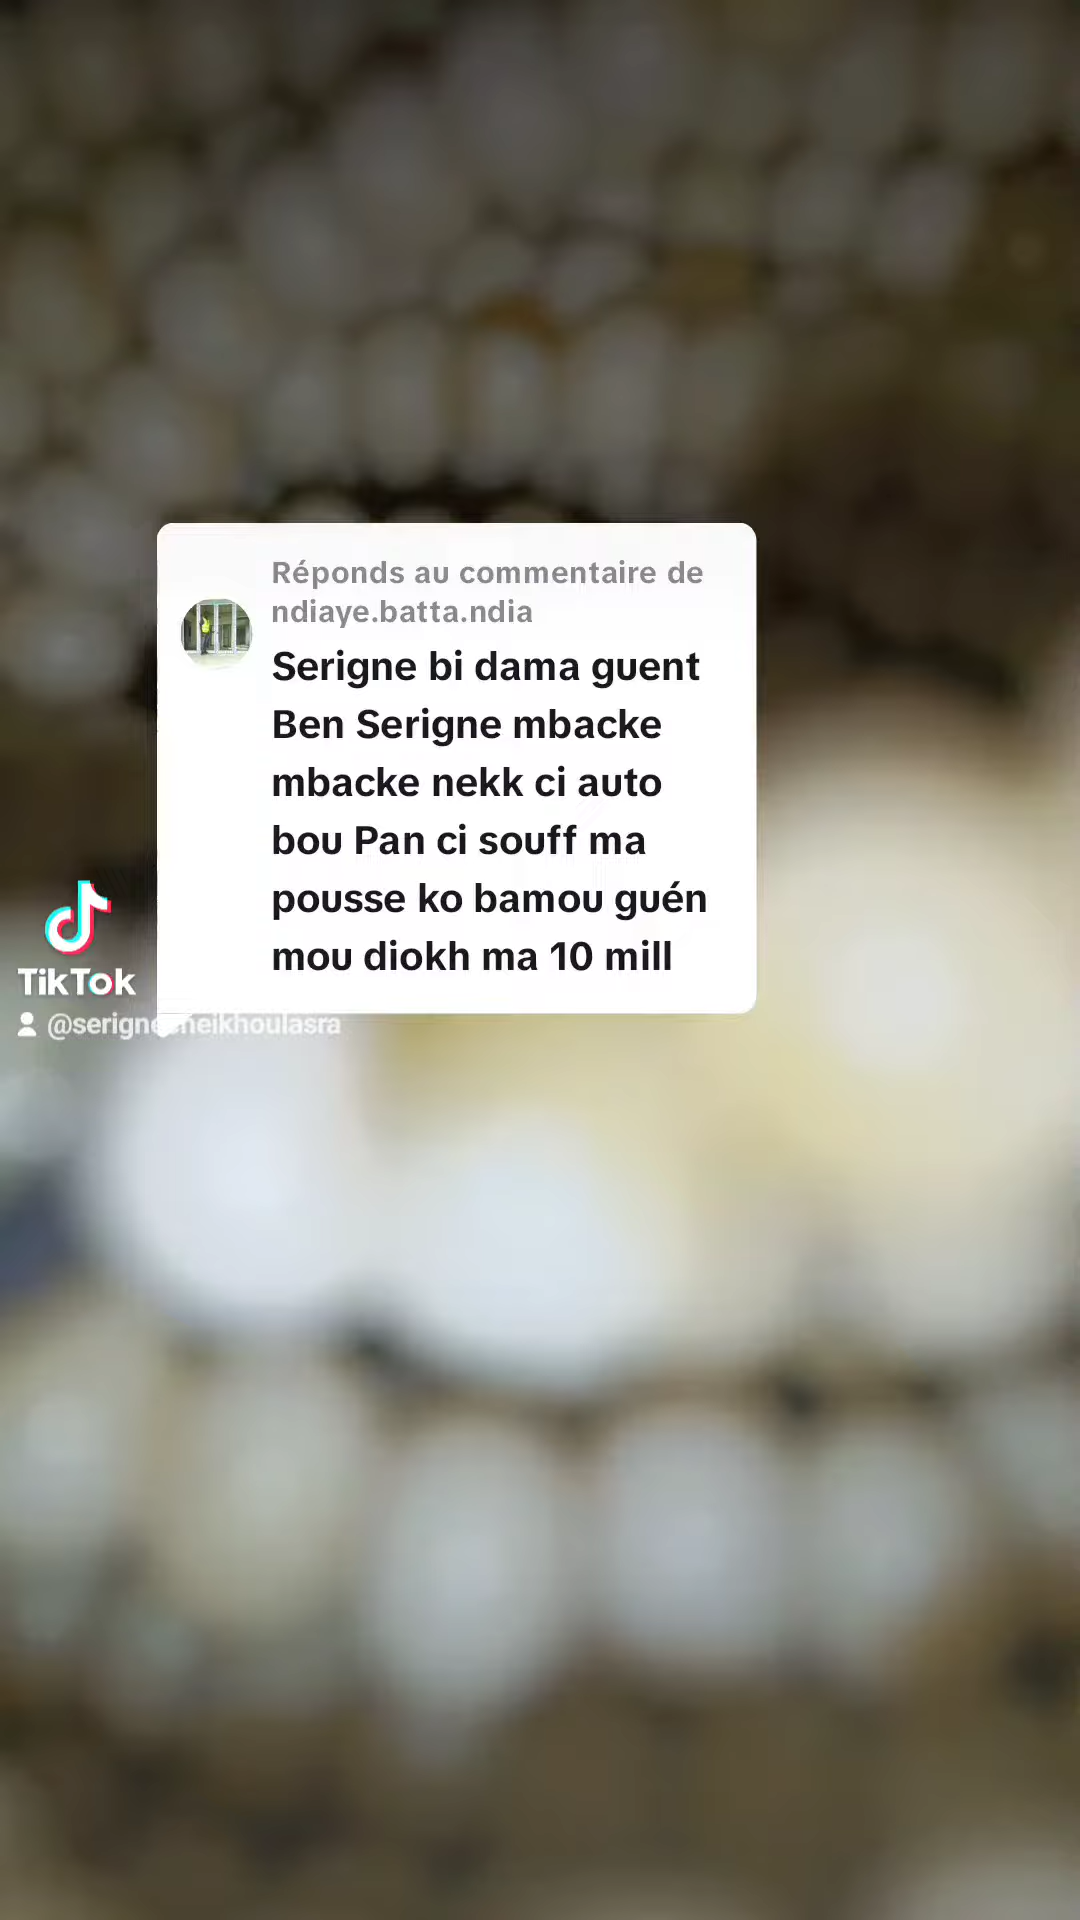 Réponds au commentaire de
ndiaye.batta.ndia
Serigne bi dama guent
Ben Serigne mbacke
mbacke nekk ci auto
bou Pan ci souff ma
pousse ko bamou guén
mou diokh ma 10 mill
TikTok
@serignecheikhoulasra